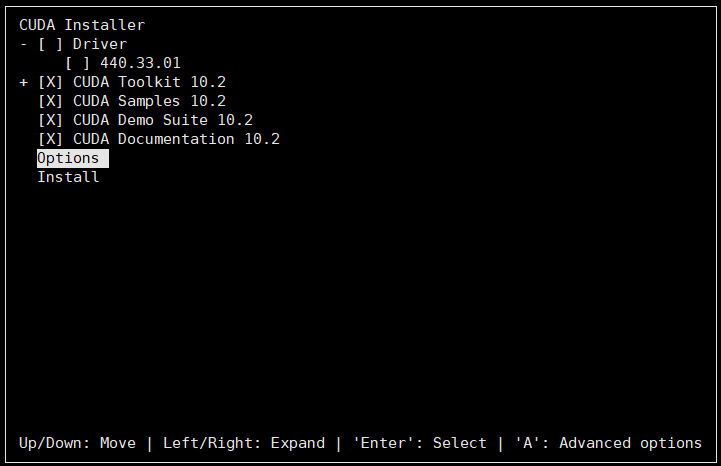 CUDA Installer
- [ ] Driver
[ ] 440.33.01
+ [X] CUDA Toolkit 10.2
[X] CUDA Samples 10.2
[X] CUDA Demo Suite 10.2
[X] CUDA Documentation 10.2
Options
Install
Up/Down: Move | Left/Right: Expand | 'Enter': Select | 'A': Advanced options